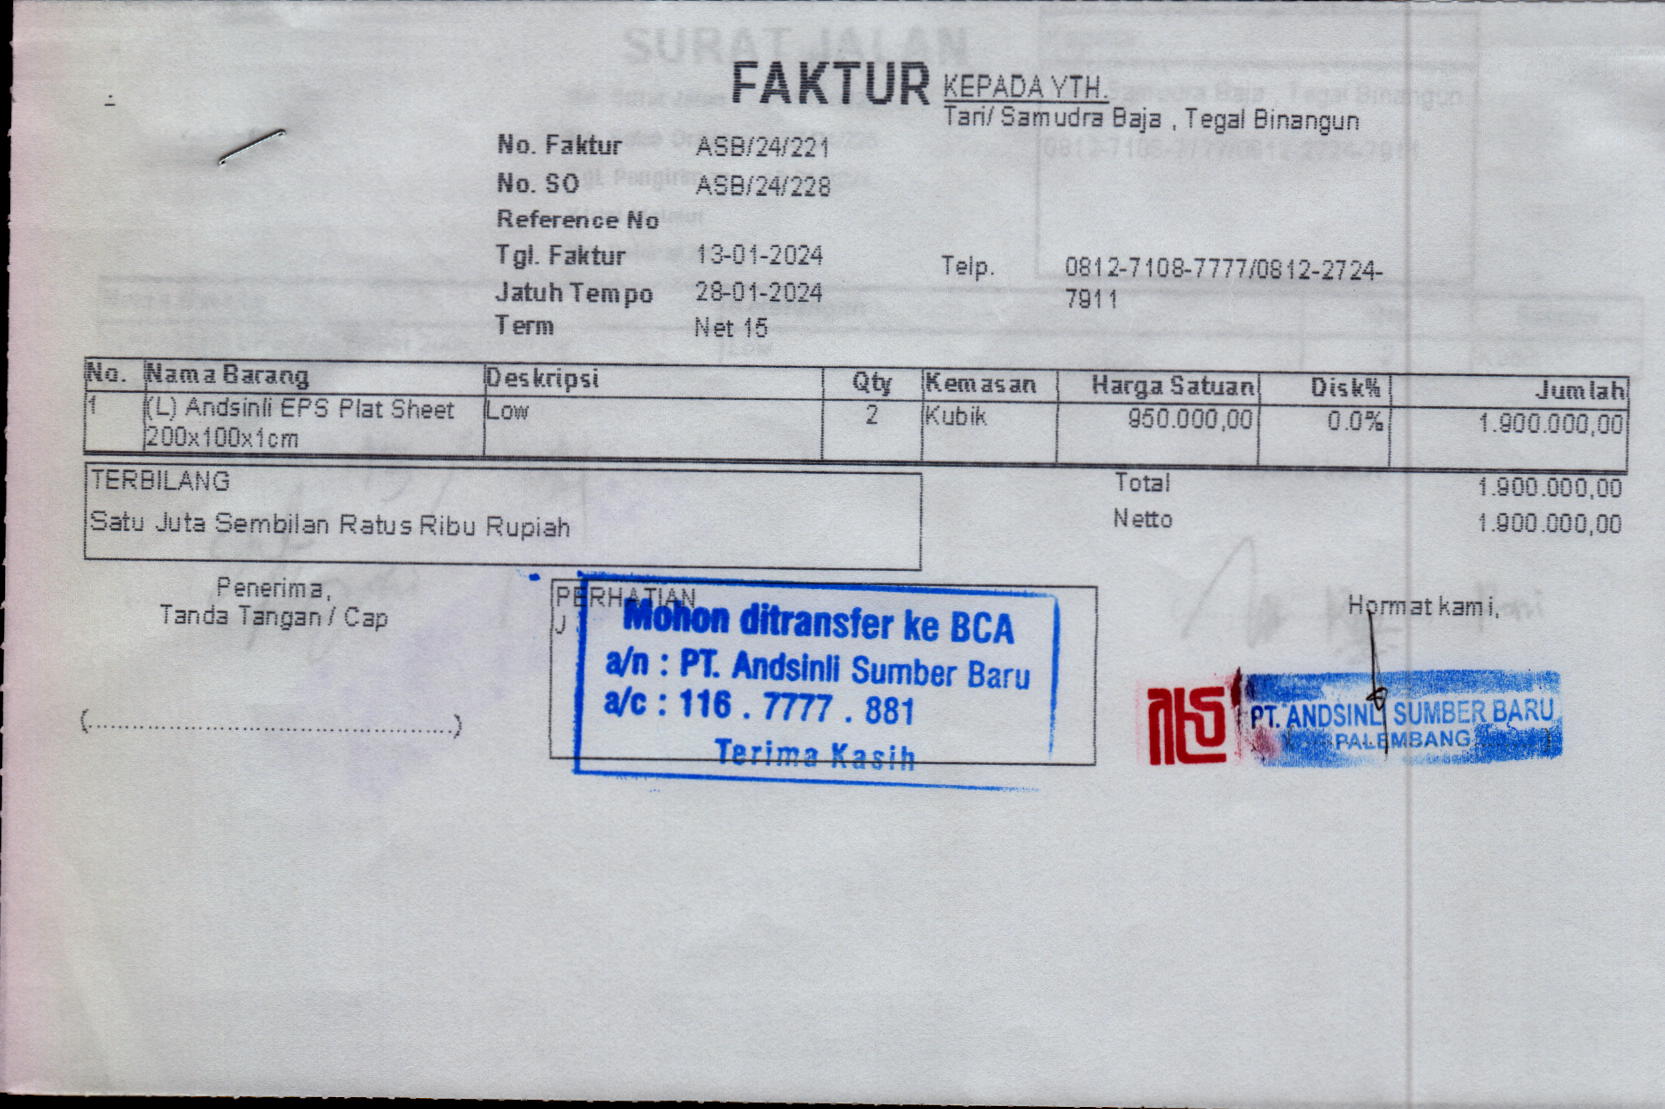 FAKTUR
KEPADA YTH.
Tari/ Samudra Baja , Tegal Binangun
No. Faktur ASB/24/221
No. SO ASB/24/228
Reference No
Tgl. Faktur 13-01-2024
Telp. 0812-7108-7777/0812-2724-
7911
Jatuh Tempo 28-01-2024
Term Net 15
No. Nama Barang Deskripsi Qty Kemasan Harga Satuan Disk% Jumlah
1 (L) Andsinli EPS Plat Sheet Low 2 Kubik 950.000,00 0.0% 1.900.000,00
200x100x1cm
TERBILANG
Satu Juta Sembilan Ratus Ribu Rupiah
Total 1.900.000,00
Netto 1.900.000,00
Penerima,
Tanda Tangan / Cap
(................................................)
PERHATIAN
Mohon ditransfer ke BCA
a/n : PT. Andsinli Sumber Baru
a/c : 116 . 7777 . 881
Terima Kasih
Hormat kami,
PT. ANDSINLI SUMBER BARU
PALEMBANG